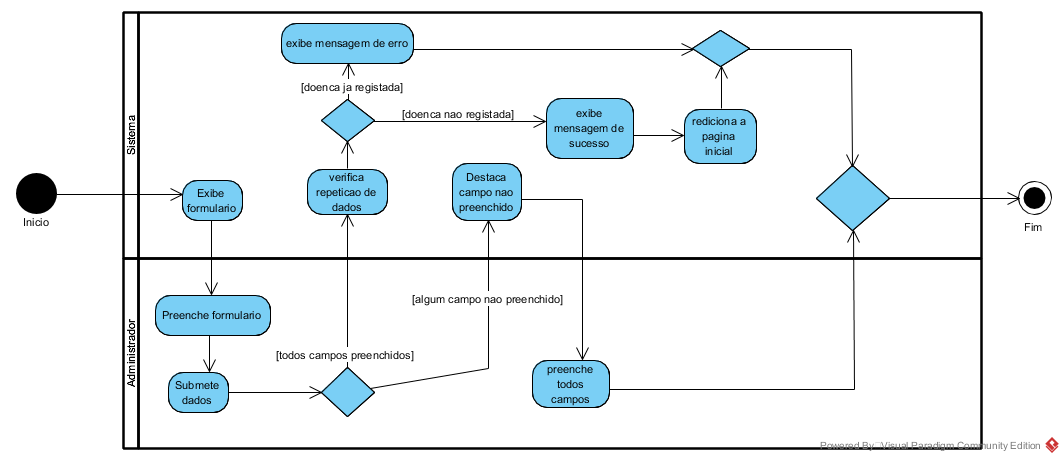 exibe mensagem de erro
[doenca ja registada]
[doenca nao registada]
exibe
mensagem de
sucesso
rediciona a
pagina
inicial
Sistema
verifica
repeticao de
dados
Destaca
campo nao
preenchido
Exibe
formulario
Inicio
Fim
[algum campo nao preenchido]
Preenche formulario
Administrador
[todos campos preenchidos]
Submete
dados
preenche
todos
campos
Powered By Visual Paradigm Community Edition